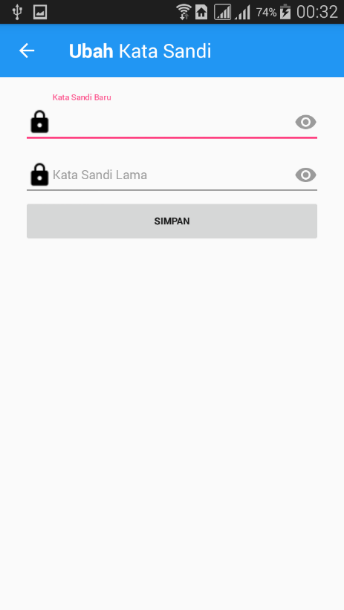 74% 00:32
Ubah Kata Sandi
Kata Sandi Baru
Kata Sandi Lama
SIMPAN